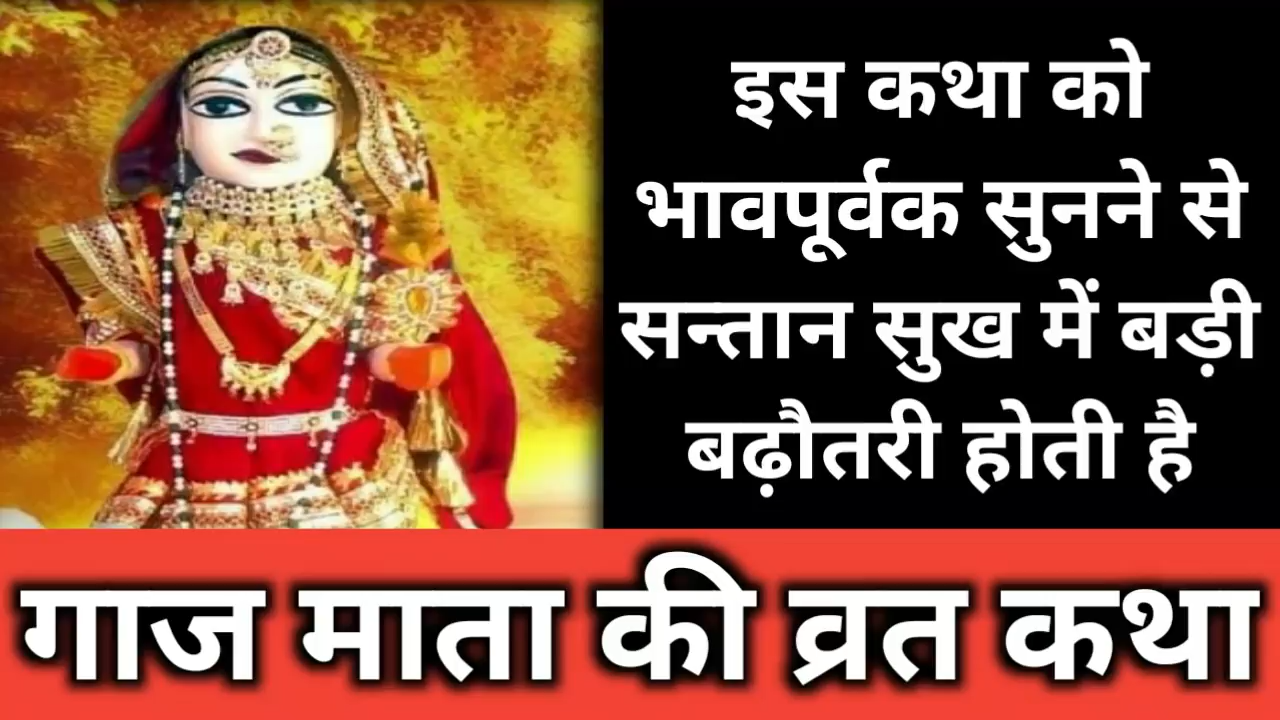 इस कथा को
भावपूर्वक सुनने से
सन्तान सुख में बड़ी
बढ़ौतरी होती है
गाज माता की व्रत कथा